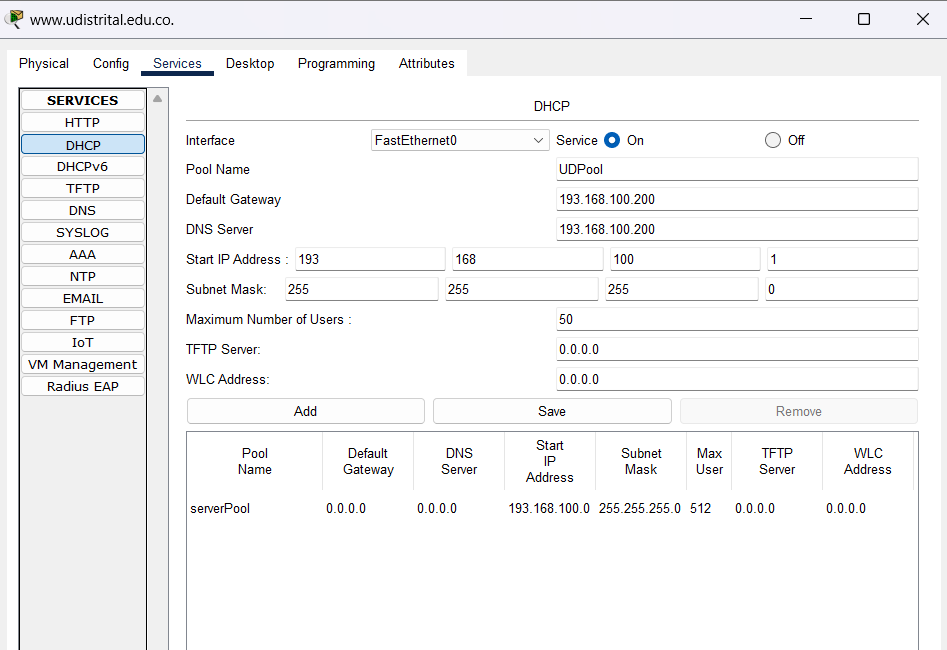 www.udistrital.edu.co.
Physical Config Services Desktop Programming Attributes
SERVICES
HTTP
DHCP
DHCPv6
TFTP
DNS
SYSLOG
AAA
NTP
EMAIL
FTP
IoT
VM Management
Radius EAP
DHCP
Interface FastEthernet0 Service On Off
Pool Name UDPool
Default Gateway 193.168.100.200
DNS Server 193.168.100.200
Start IP Address : 193 168 100 1
Subnet Mask: 255 255 255 0
Maximum Number of Users : 50
TFTP Server: 0.0.0.0
WLC Address: 0.0.0.0
Add Save Remove
Pool Name Default Gateway DNS Server Start IP Address Subnet Mask Max User TFTP Server WLC Address
serverPool 0.0.0.0 0.0.0.0 193.168.100.0 255.255.255.0 512 0.0.0.0 0.0.0.0